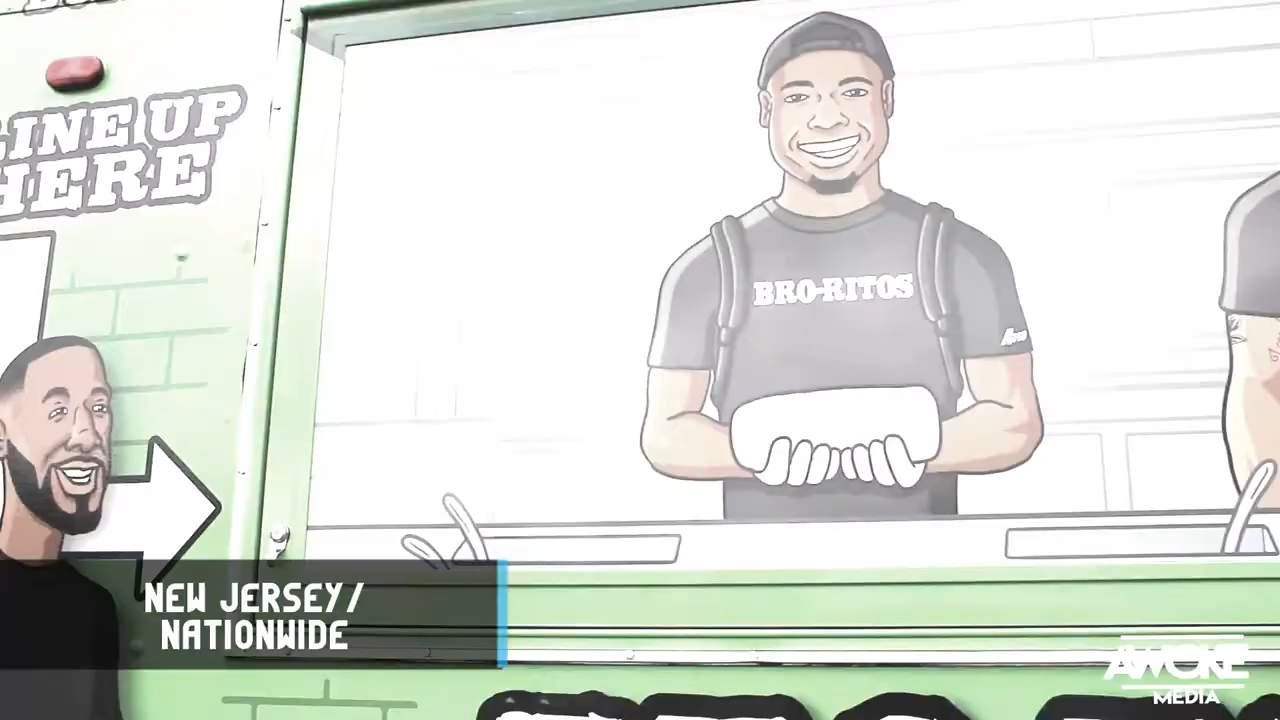 LINE UP
HERE
BRO-RITOS
NEW JERSEY/
NATIONWIDE
AWOKE
MEDIA